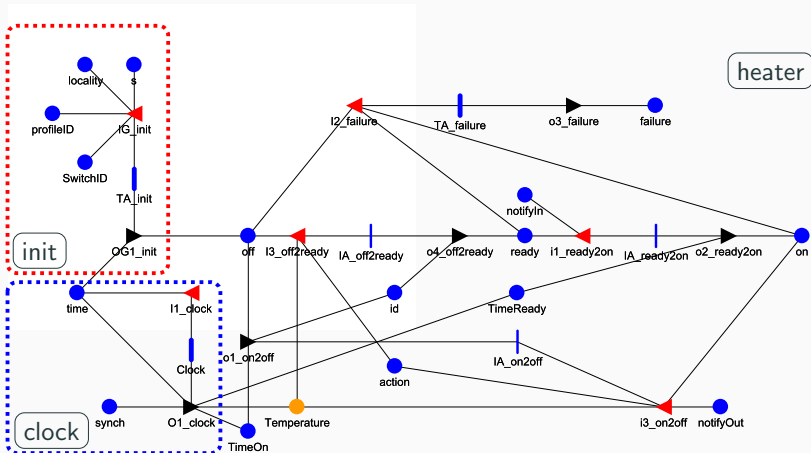 locality
s
heater
I2_failure
TA_failure
o3_failure
failure
profileID
IG_init
SwitchID
TA_init
notifyIn
init
OG1_init
off
I3_off2ready
IA_off2ready
o4_off2ready
ready
i1_ready2on
IA_ready2on
o2_ready2on
on
time
I1_clock
id
TimeReady
Clock
o1_on2off
IA_on2off
action
synch
O1_clock
Temperature
i3_on2off
notifyOut
clock
TimeOn